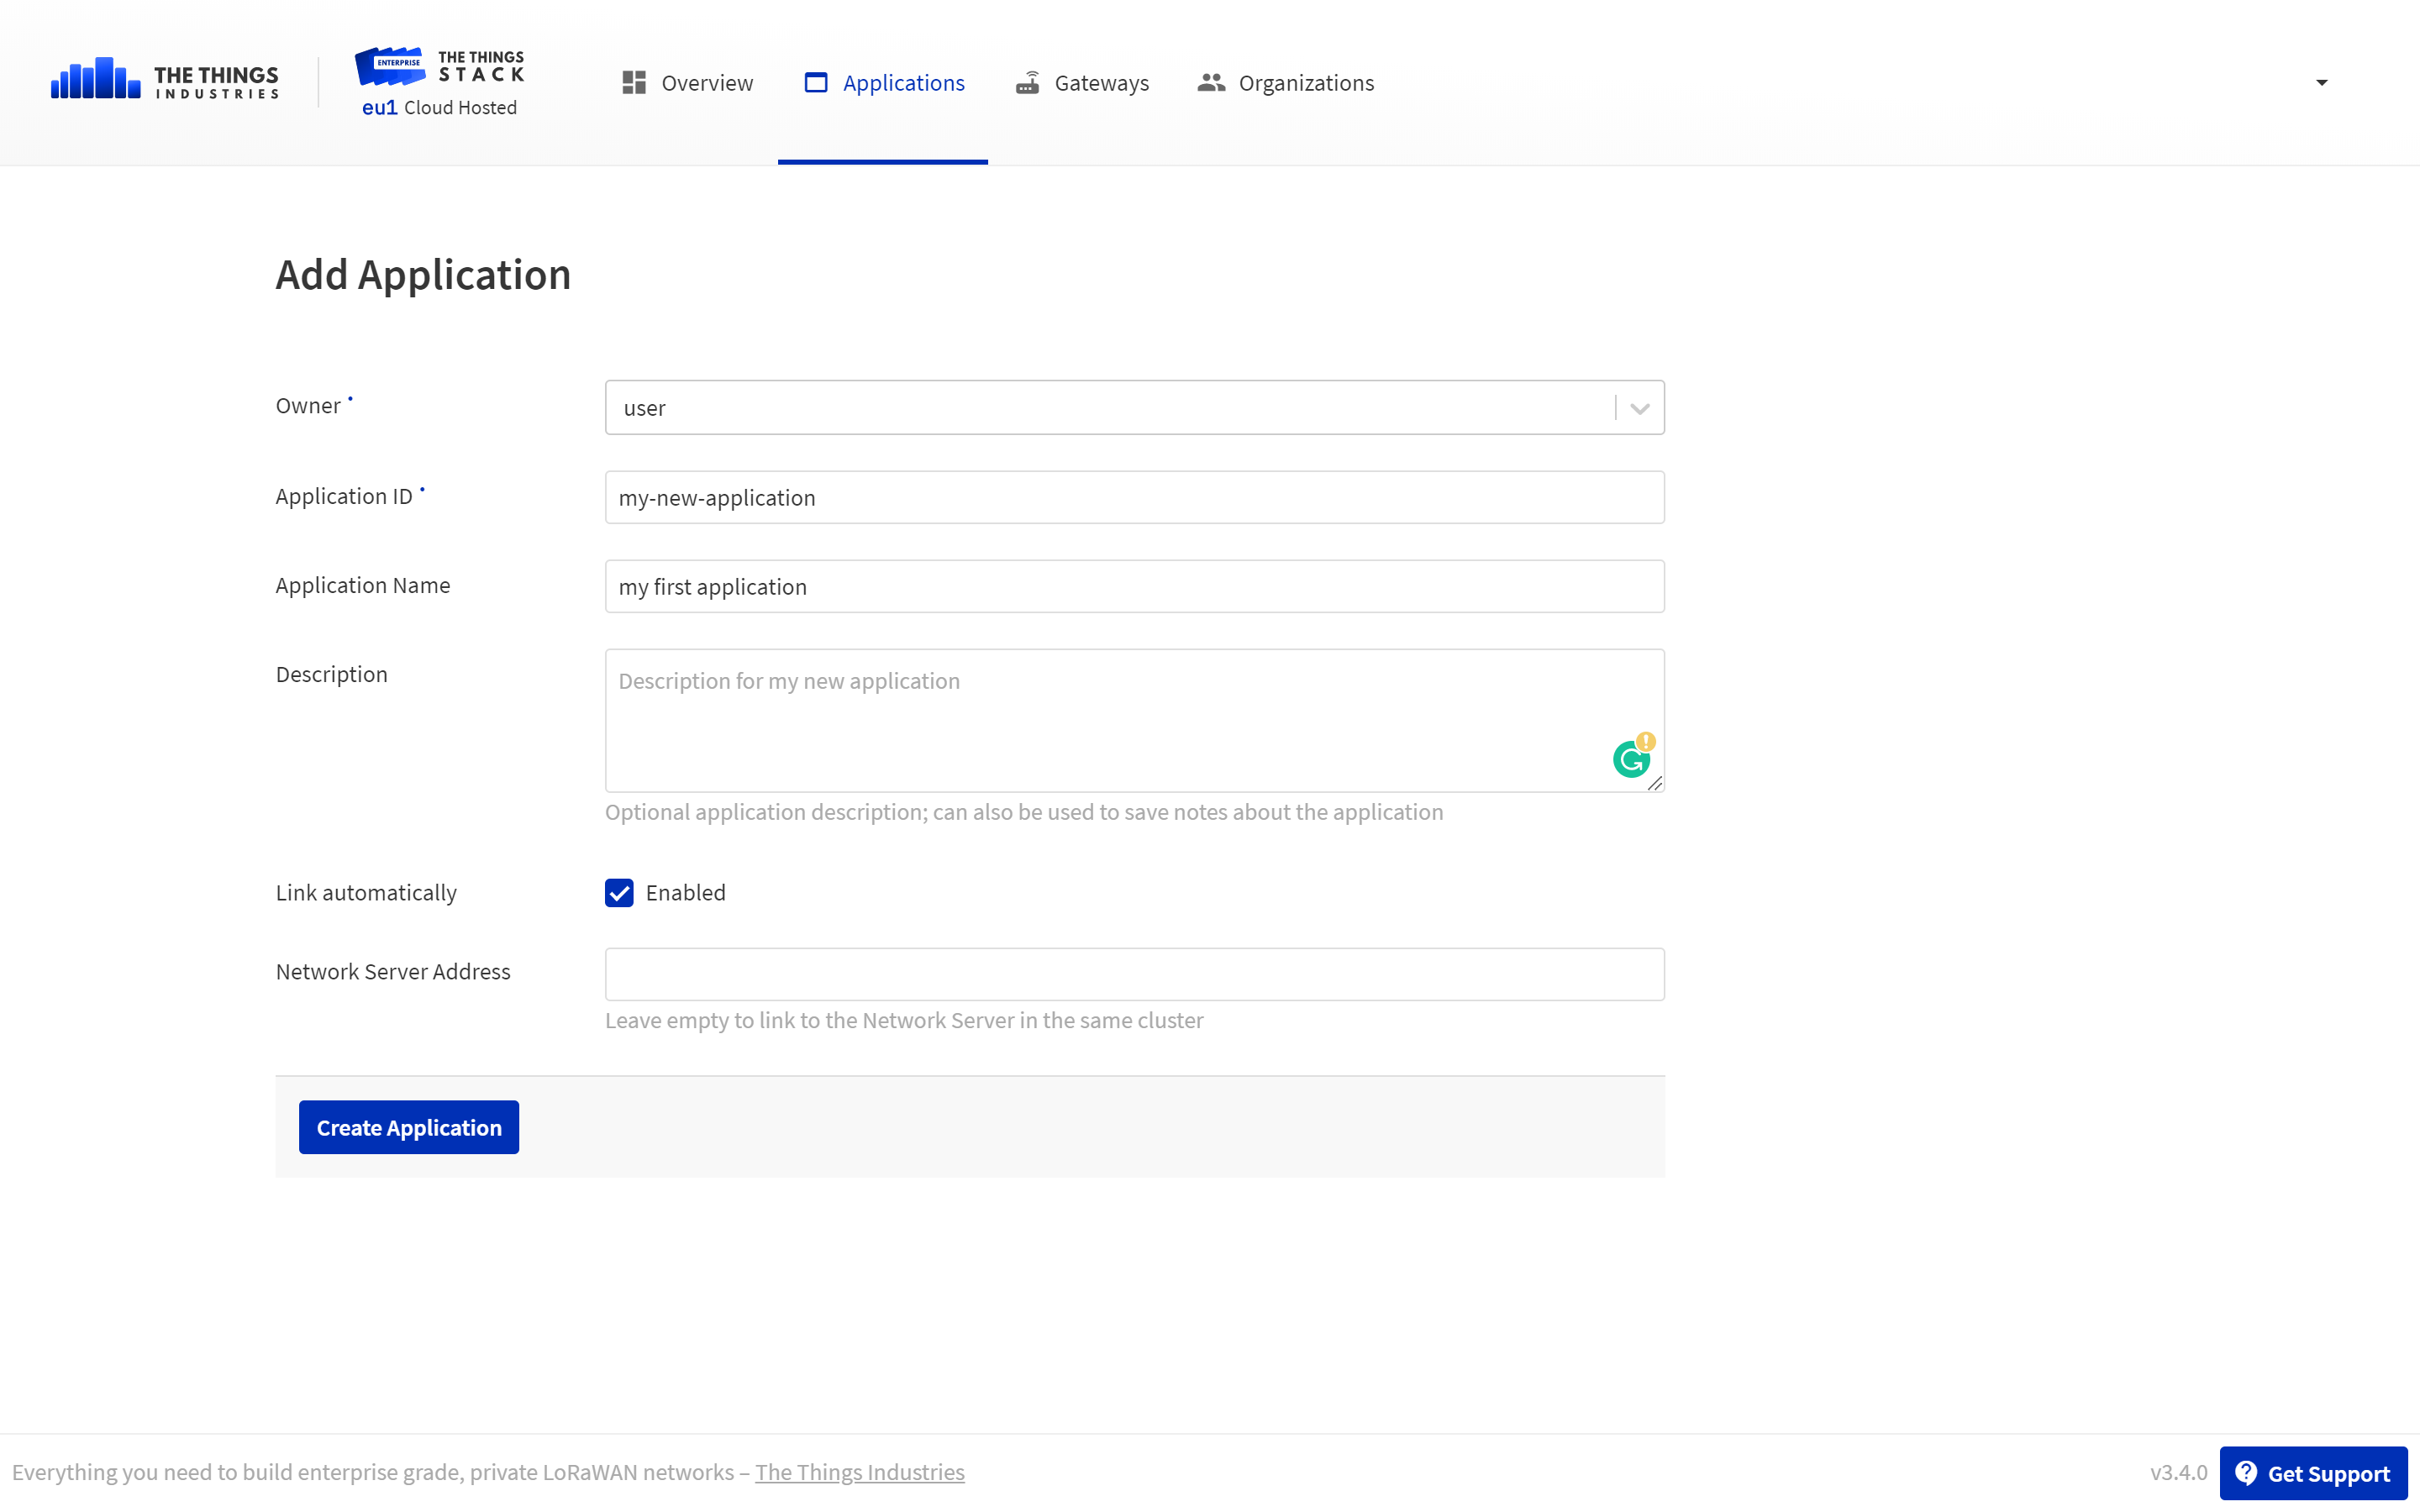 THE THINGS
INDUSTRIES
ENTERPRISE
THE THINGS
STACK
eu1 Cloud Hosted
Overview
Applications
Gateways
Organizations
Add Application
Owner
user
Application ID
my-new-application
Application Name
my first application
Description
Description for my new application
Optional application description; can also be used to save notes about the application
Link automatically
Enabled
Network Server Address
Leave empty to link to the Network Server in the same cluster
Create Application
Everything you need to build enterprise grade, private LoRaWAN networks – The Things Industries
v3.4.0
Get Support